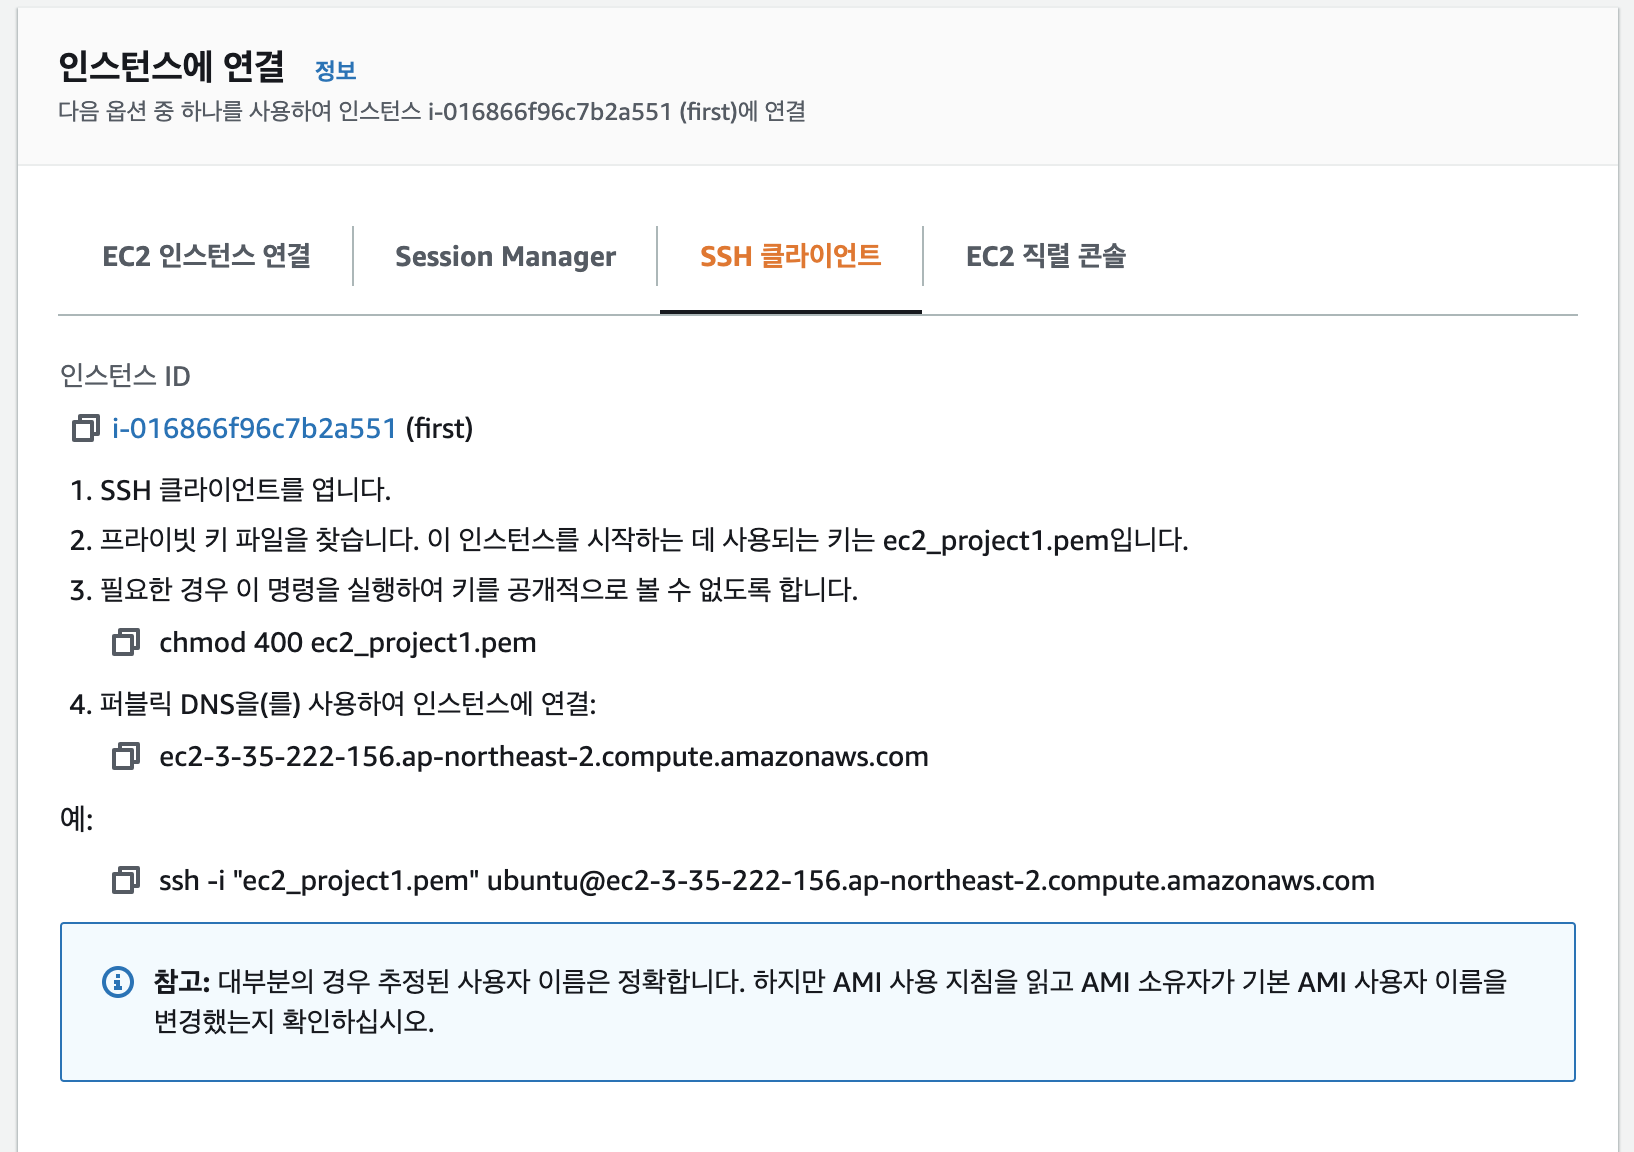 인스턴스에 연결 정보
다음 옵션 중 하나를 사용하여 인스턴스 i-016866f96c7b2a551 (first)에 연결
EC2 인스턴스 연결 Session Manager SSH 클라이언트 EC2 직렬 콘솔
인스턴스 ID
i-016866f96c7b2a551 (first)
1. SSH 클라이언트를 엽니다.
2. 프라이빗 키 파일을 찾습니다. 이 인스턴스를 시작하는 데 사용되는 키는 ec2_project1.pem입니다.
3. 필요한 경우 이 명령을 실행하여 키를 공개적으로 볼 수 없도록 합니다.
chmod 400 ec2_project1.pem
4. 퍼블릭 DNS을(를) 사용하여 인스턴스에 연결:
ec2-3-35-222-156.ap-northeast-2.compute.amazonaws.com
예:
ssh -i "ec2_project1.pem" ubuntu@ec2-3-35-222-156.ap-northeast-2.compute.amazonaws.com
참고: 대부분의 경우 추정된 사용자 이름은 정확합니다. 하지만 AMI 사용 지침을 읽고 AMI 소유자가 기본 AMI 사용자 이름을
변경했는지 확인하십시오.